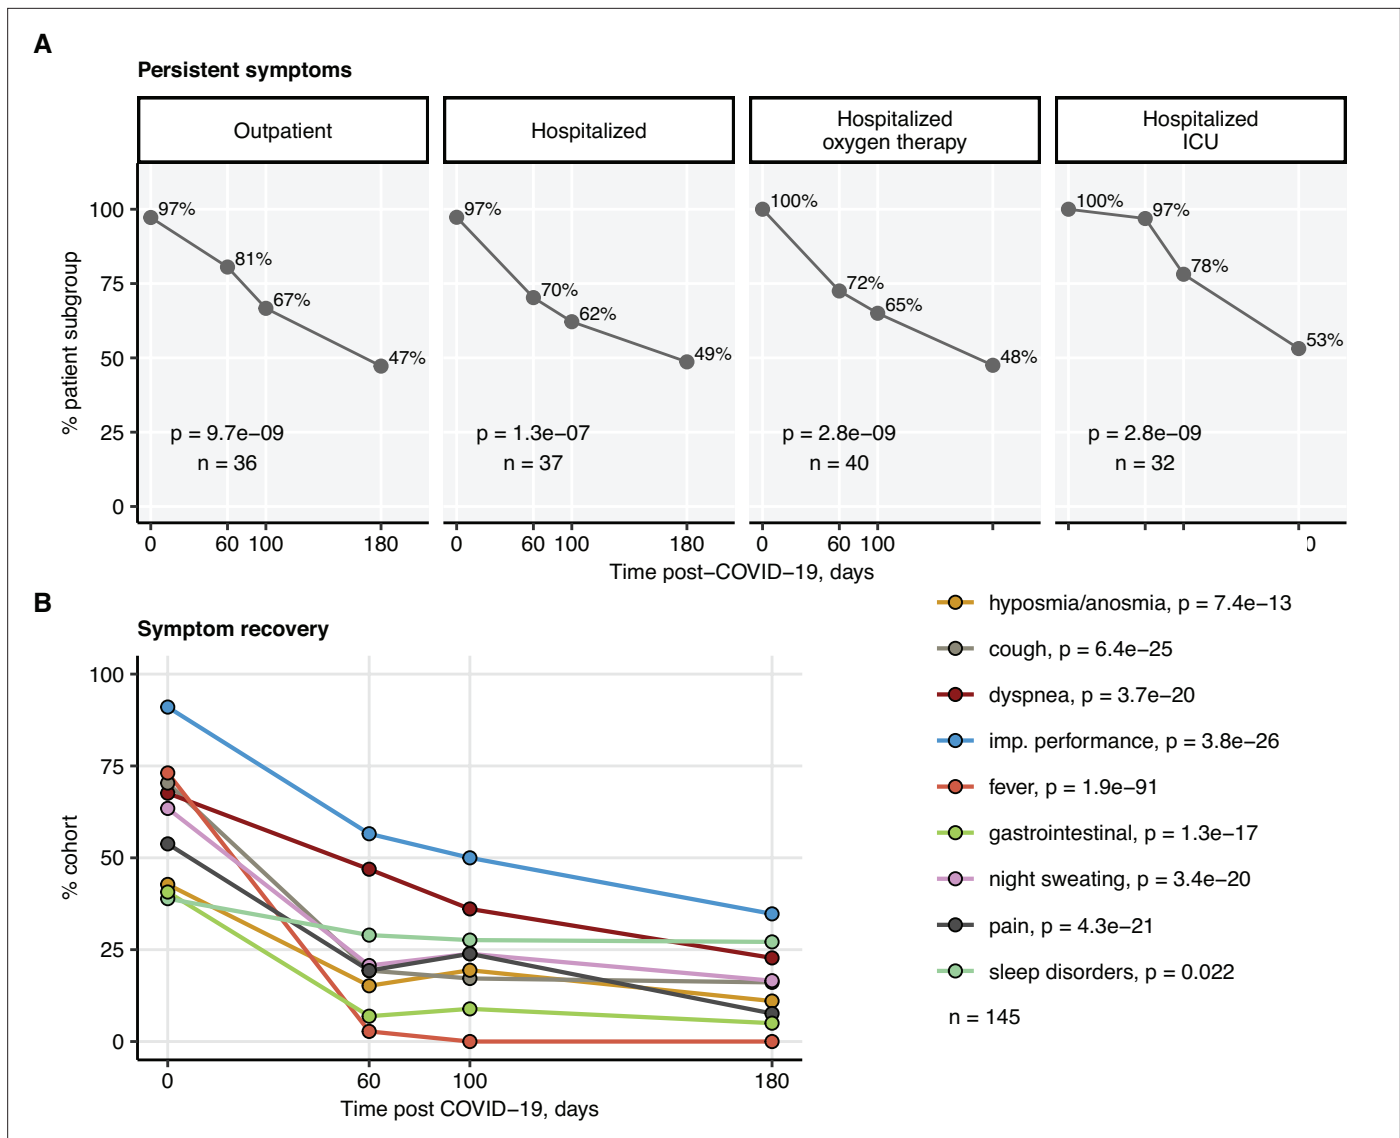 A
Persistent symptoms
Outpatient
Hospitalized
Hospitalized
oxygen therapy
Hospitalized
ICU
% patient subgroup
100
75
50
25
0
97%
81%
67%
47%
p = 9.7e−09
n = 36
97%
70%
62%
49%
p = 1.3e−07
n = 37
100%
72%
65%
48%
p = 2.8e−09
n = 40
100%
97%
78%
53%
p = 2.8e−09
n = 32
0 60 100 180
0 60 100 180
0 60 100
0
Time post−COVID−19, days
B
Symptom recovery
% cohort
100
75
50
25
0
0 60 100 180
Time post COVID−19, days
hyposmia/anosmia, p = 7.4e−13
cough, p = 6.4e−25
dyspnea, p = 3.7e−20
imp. performance, p = 3.8e−26
fever, p = 1.9e−91
gastrointestinal, p = 1.3e−17
night sweating, p = 3.4e−20
pain, p = 4.3e−21
sleep disorders, p = 0.022
n = 145